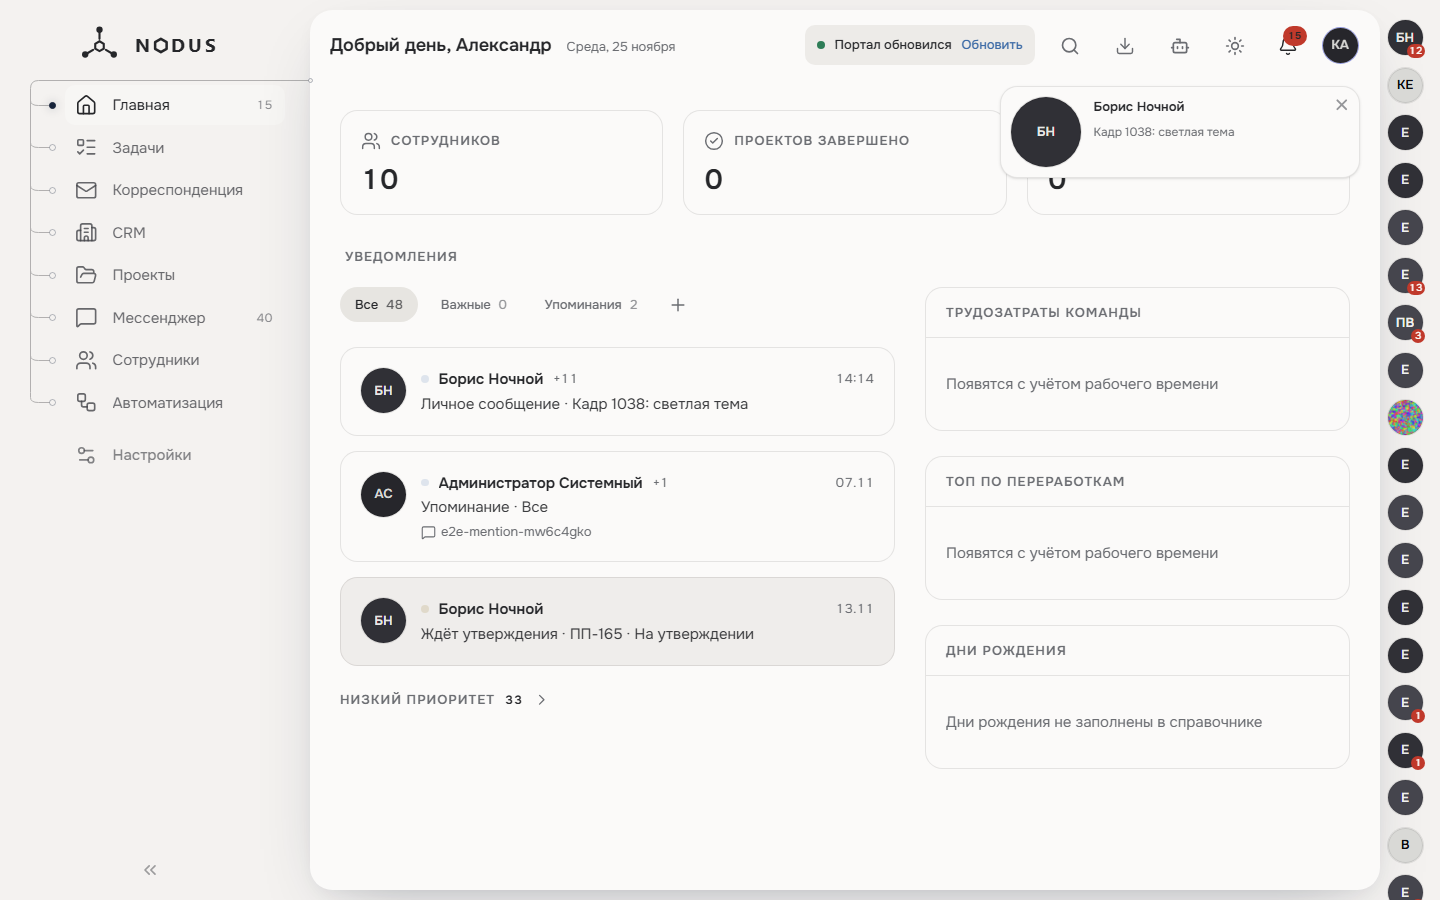 NODUS
Главная 15
Задачи
Корреспонденция
CRM
Проекты
Мессенджер 40
Сотрудники
Автоматизация
Настройки
Добрый день, Александр
Среда, 25 ноября
Портал обновился Обновить
15
КА
Борис Ночной
БН
Кадр 1038: светлая тема
СОТРУДНИКОВ
10
ПРОЕКТОВ ЗАВЕРШЕНО
0
0
УВЕДОМЛЕНИЯ
Все 48
Важные 0
Упоминания 2
БН
Борис Ночной +11 14:14
Личное сообщение · Кадр 1038: светлая тема
АС
Администратор Системный +1 07.11
Упоминание · Все
e2e-mention-mw6c4gko
БН
Борис Ночной 13.11
Ждёт утверждения · ПП-165 · На утверждении
НИЗКИЙ ПРИОРИТЕТ 33
ТРУДОЗАТРАТЫ КОМАНДЫ
Появятся с учётом рабочего времени
ТОП ПО ПЕРЕРАБОТКАМ
Появятся с учётом рабочего времени
ДНИ РОЖДЕНИЯ
Дни рождения не заполнены в справочнике
БН
12
КЕ
Е
Е
Е
Е
13
ПВ
3
Е
Е
Е
Е
Е
Е
Е
1
Е
1
Е
В
Е